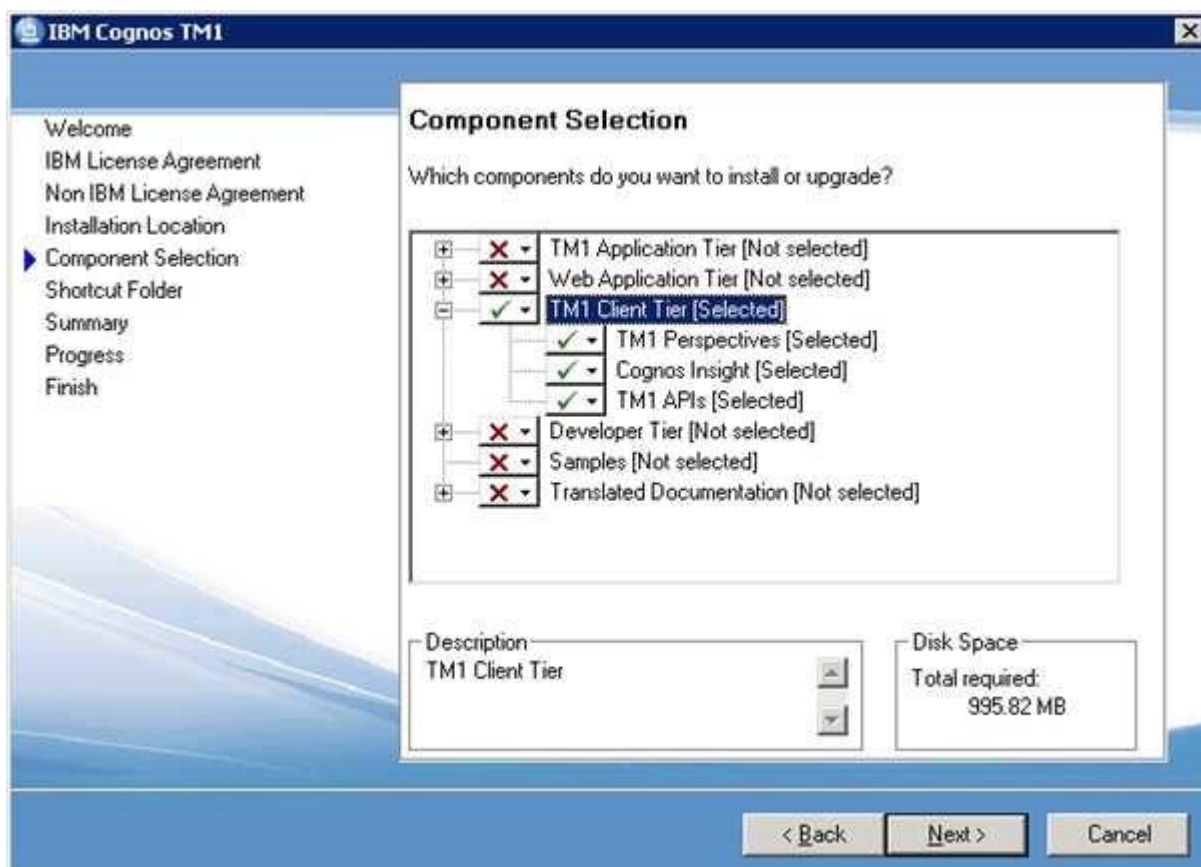 IBM Cognos TM1
Welcome
IBM License Agreement
Non IBM License Agreement
Installation Location
Component Selection
Shortcut Folder
Summary
Progress
Finish
Component Selection
Which components do you want to install or upgrade?
TM1 Application Tier [Not selected]
Web Application Tier [Not selected]
TM1 Client Tier [Selected]
TM1 Perspectives [Selected]
Cognos Insight [Selected]
TM1 APIs [Selected]
Developer Tier [Not selected]
Samples [Not selected]
Translated Documentation [Not selected]
Description
TM1 Client Tier
Disk Space
Total required:
995.82 MB
< Back
Next >
Cancel